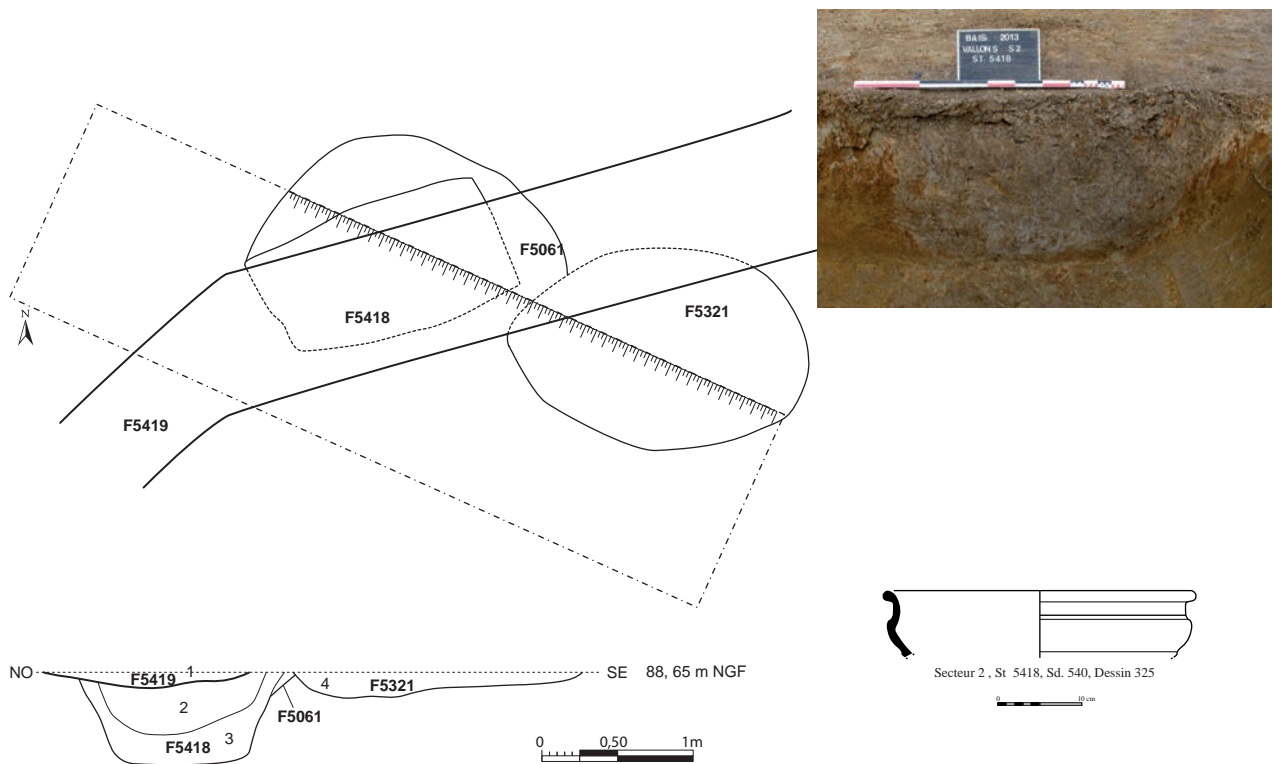 BAIS 2013
VALLONS S2
ST. 5418
F5061
F5321
F5418
N
F5419
NO
1
SE 88, 65 m NGF
F5419
4
F5321
2
F5061
F5418
3
0 0,50 1m
Secteur 2 , St 5418, Sd. 540, Dessin 325
0 10 cm